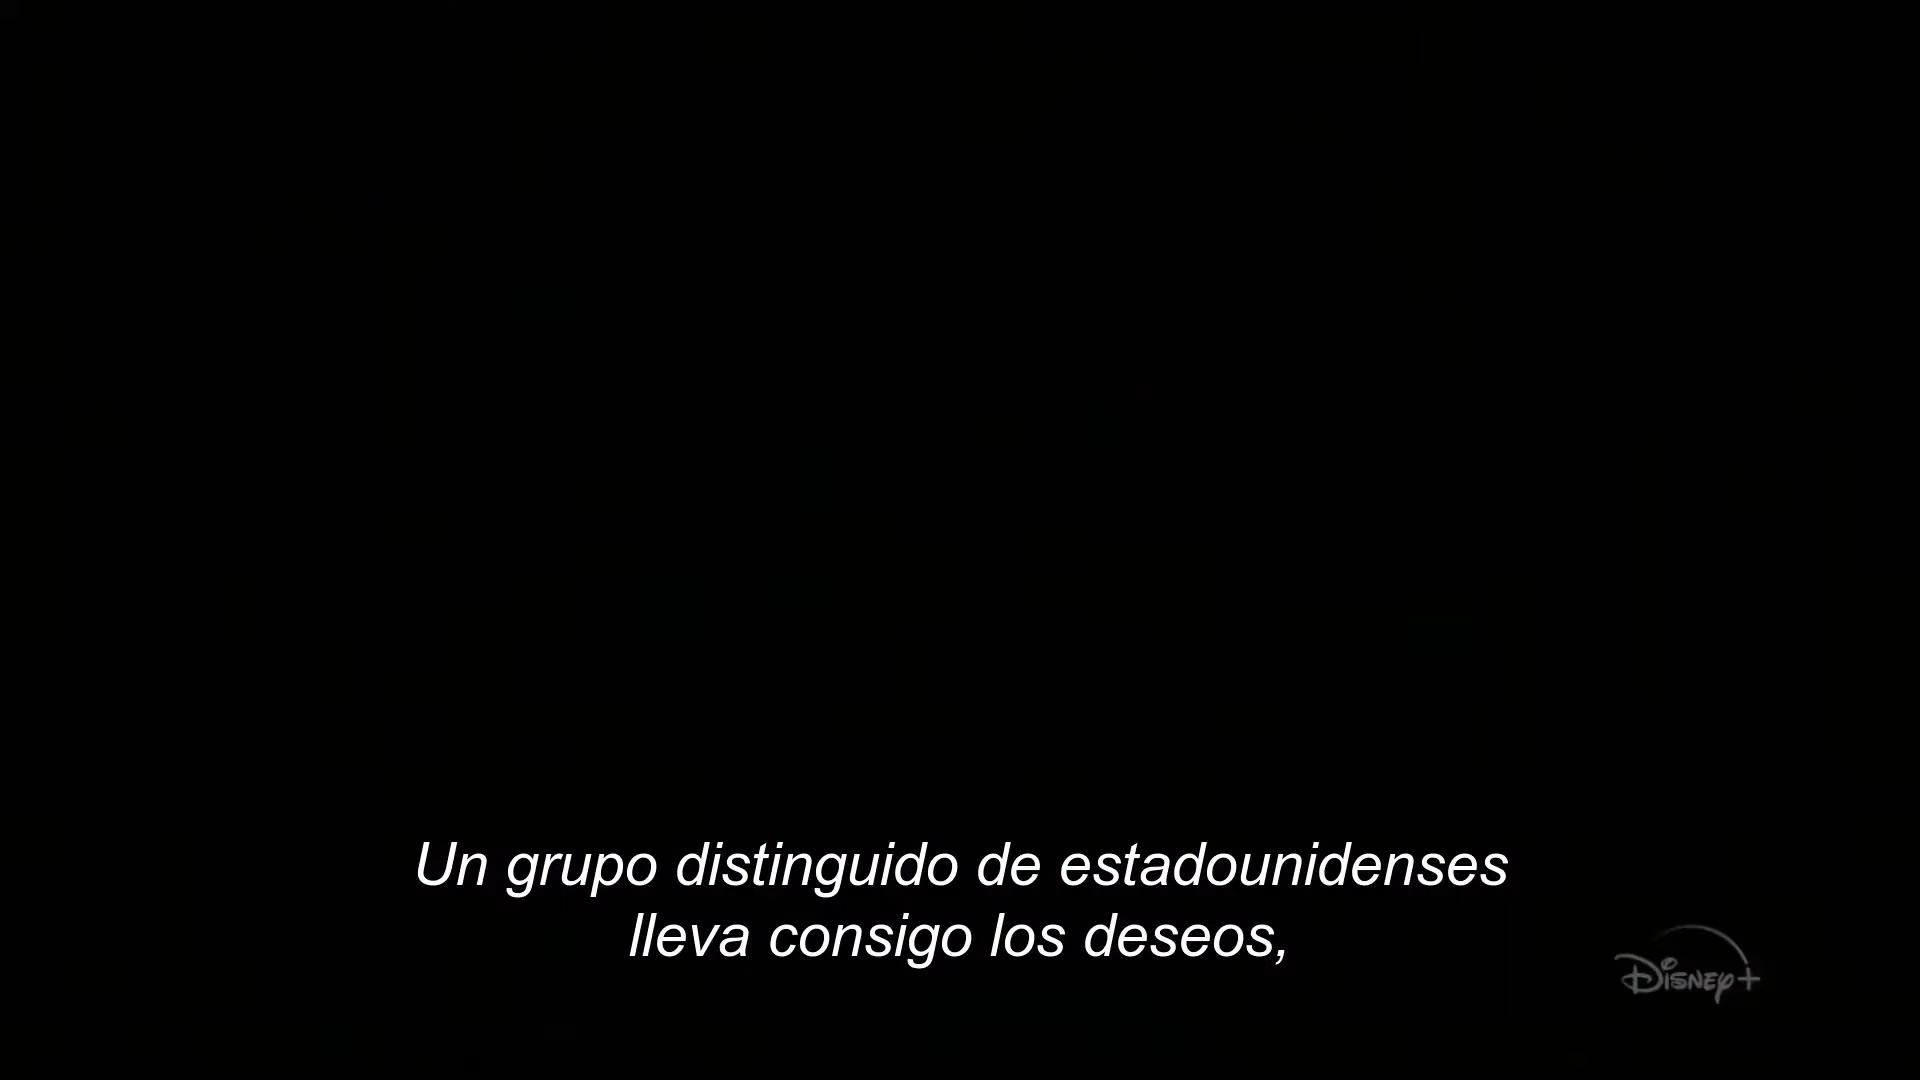 Un grupo distinguido de estadounidenses
lleva consigo los deseos,
Disney+